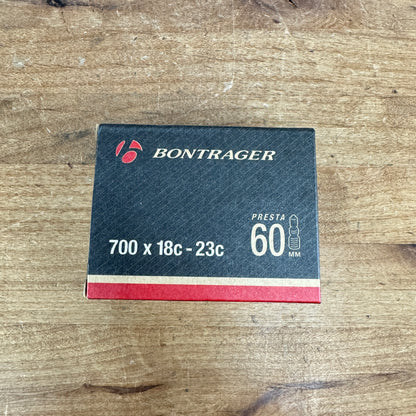 BONTRAGER
PRESTA
700 x 18c - 23c
60
MM